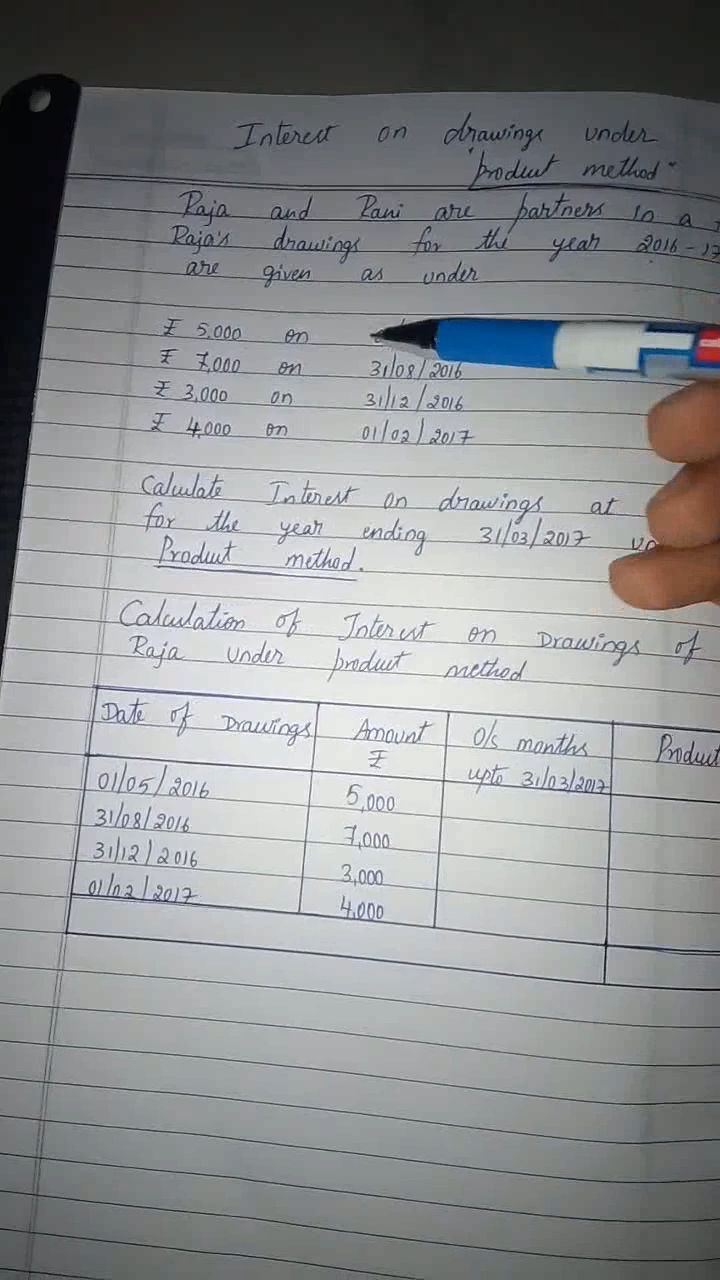 Interest on drawings under
"product method"
Raja and Rani are partners in a
Raja's drawings for the year 2016-17
are given as under
₹ 5,000 on
₹ 7,000 on 31/08/2016
₹ 3,000 on 31/12/2016
₹ 4,000 on 01/02/2017
Calculate Interest on drawings at
for the year ending 31/03/2017
Product method.
Calculation of Interest on Drawings of
Raja under product method
Date of Drawings Amount ₹ O/s months upto 31/03/2017 Product
01/05/2016 5,000
31/08/2016 7,000
31/12/2016 3,000
01/02/2017 4,000